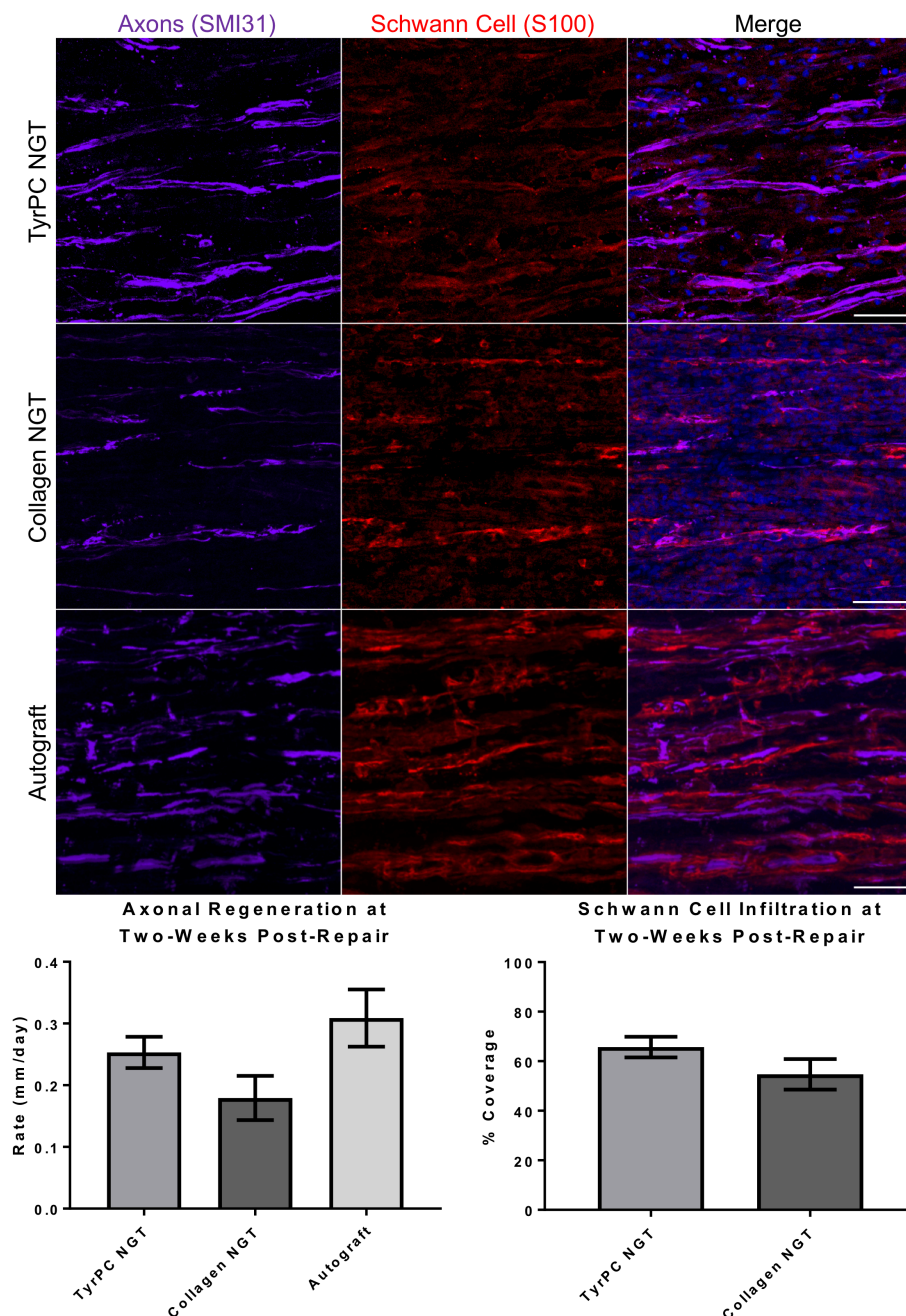 Axons (SMI31)
Schwann Cell (S100)
Merge
TyrPC NGT
Collagen NGT
Autograft
Axonal Regeneration at
Two-Weeks Post-Repair
Rate (mm/day)
0.4
0.3
0.2
0.1
0.0
TyrPC NGT
Collagen NGT
Autograft
Schwann Cell Infiltration at
Two-Weeks Post-Repair
% Coverage
100
80
60
40
20
0
TyrPC NGT
Collagen NGT